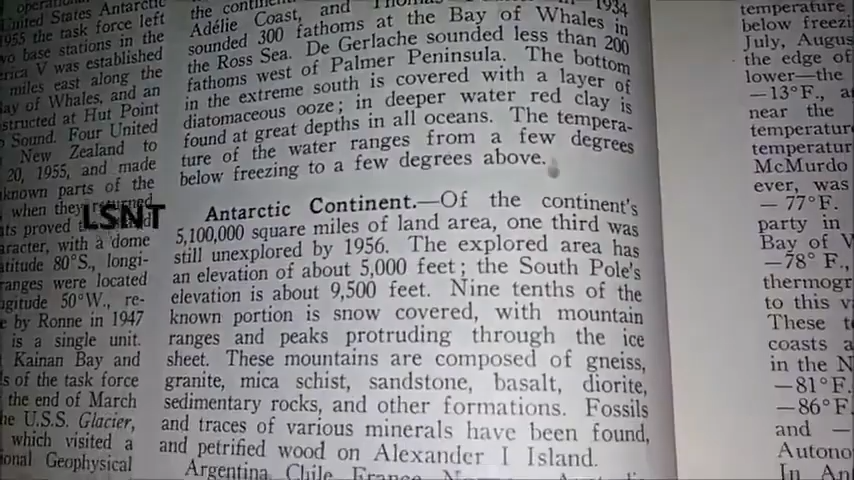 operation
United States Antarctic
1955 the task force left
two base stations in the
erica V was established
miles east along the
Bay of Whales, and an
structed at Hut Point
Sound. Four United
New Zealand to
20, 1955, and made
known parts of the
when they returned
ts proved
aracter, with a dome
atitude 80°S., longi-
ranges were located
ngitude 50°W., re-
e by Ronne in 1947
is a single unit.
Kainan Bay and
s of the task force
the end of March
he U.S.S. Glacier,
which visited a
ional Geophysical
LSNT
the continent
1934
Adélie Coast, and
sounded 300 fathoms at the Bay of Whales in
the Ross Sea. De Gerlache sounded less than 200
fathoms west of Palmer Peninsula. The bottom
in the extreme south is covered with a layer of
diatomaceous ooze; in deeper water red clay is
found at great depths in all oceans. The tempera-
ture of the water ranges from a few degrees
below freezing to a few degrees above.
Antarctic Continent.—Of the continent's
5,100,000 square miles of land area, one third was
still unexplored by 1956. The explored area has
an elevation of about 5,000 feet; the South Pole's
elevation is about 9,500 feet. Nine tenths of the
known portion is snow covered, with mountain
ranges and peaks protruding through the ice
sheet. These mountains are composed of gneiss,
granite, mica schist, sandstone, basalt, diorite,
sedimentary rocks, and other formations. Fossils
and traces of various minerals have been found,
and petrified wood on Alexander I Island.
Argentina, Chile, France,
temperature
below freezi
July, Augus
the edge of
lower—the
—13°F., a
near the
temperature
temperatur
McMurdo
ever, was
— 77°F.
party in
Bay of W
—78° F.,
thermogr
to this v
These t
coasts a
in the N
—81°F.
—86°F.
and —
Autono
In An